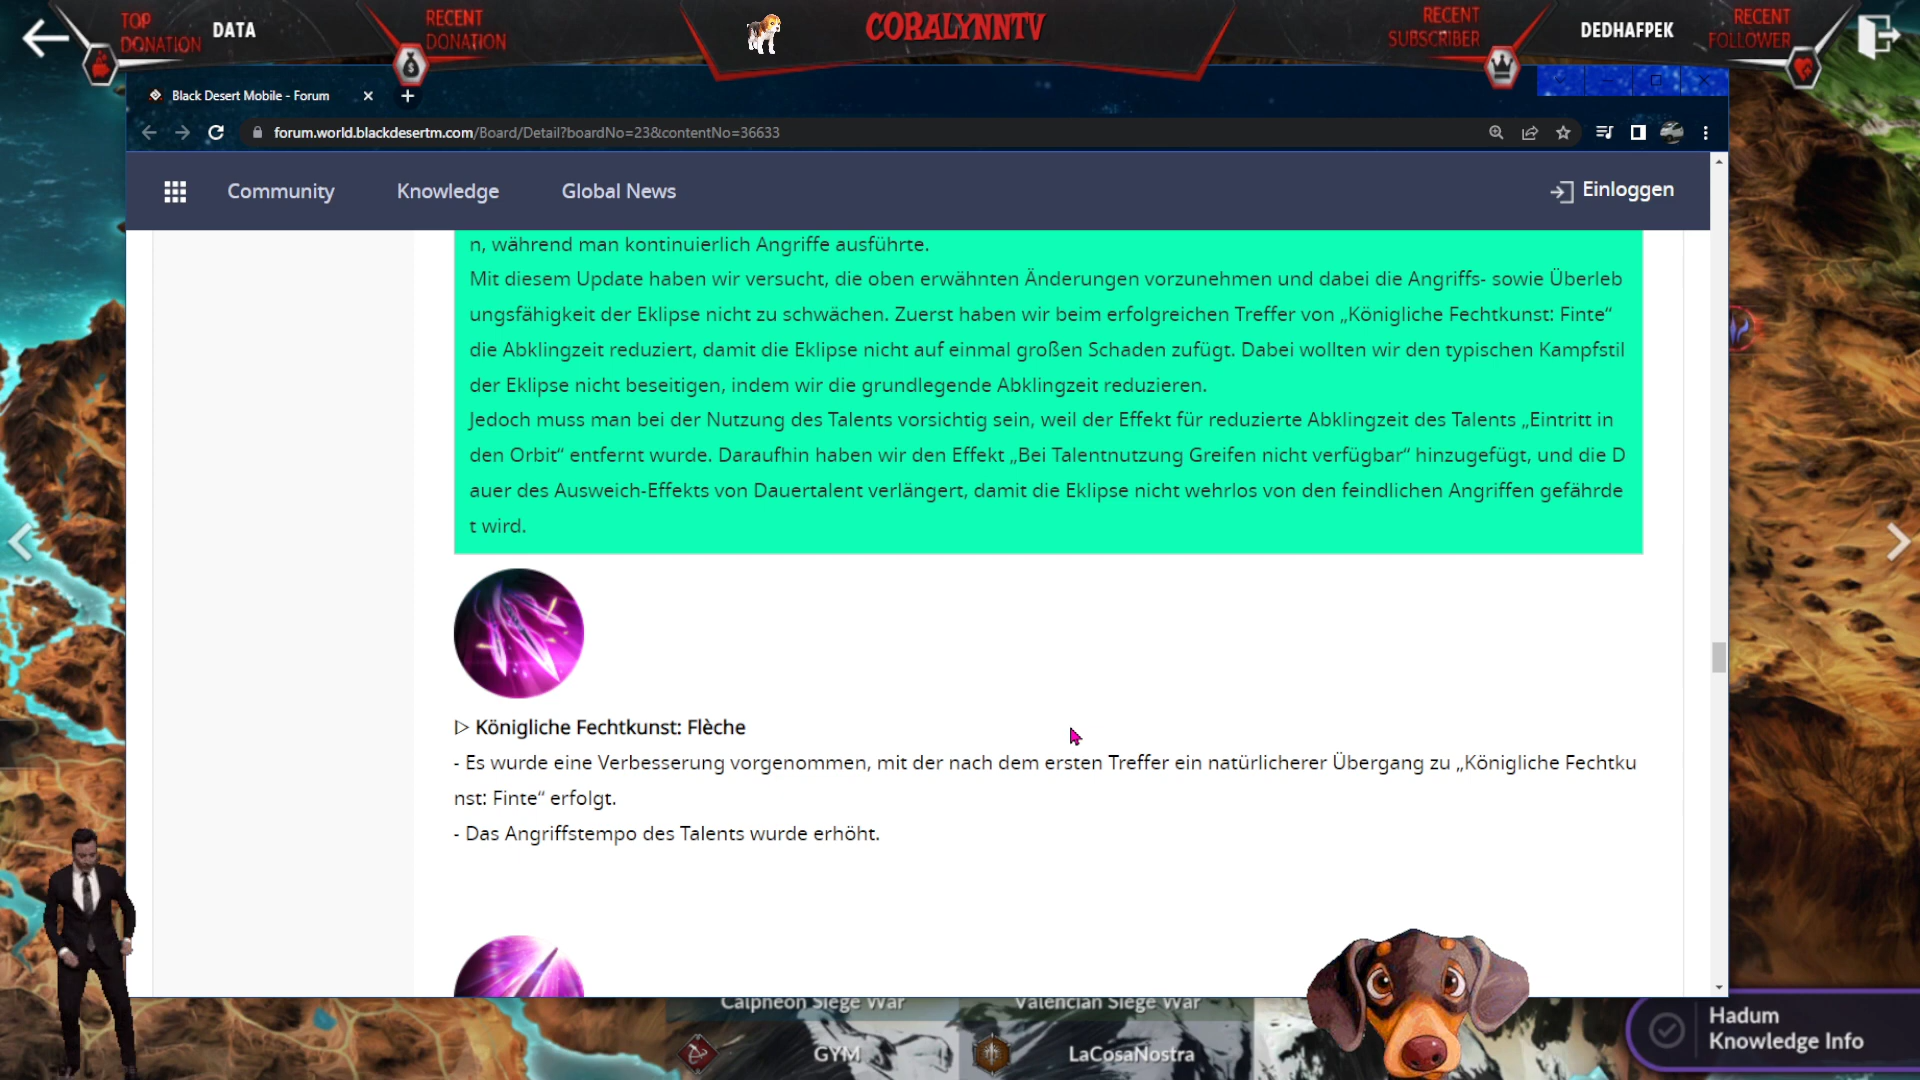 TOP
DONATION
DATA
RECENT
DONATION
CORALYNNTV
RECENT
SUBSCRIBER
DEDHAFPEK
RECENT
FOLLOWER
Black Desert Mobile - Forum
forum.world.blackdesertm.com/Board/Detail?boardNo=23&contentNo=36633
Community
Knowledge
Global News
Einloggen
n, während man kontinuierlich Angriffe ausführte.
Mit diesem Update haben wir versucht, die oben erwähnten Änderungen vorzunehmen und dabei die Angriffs- sowie Überleb
ungsfähigkeit der Eklipse nicht zu schwächen. Zuerst haben wir beim erfolgreichen Treffer von „Königliche Fechtkunst: Finte“
die Abklingzeit reduziert, damit die Eklipse nicht auf einmal großen Schaden zufügt. Dabei wollten wir den typischen Kampfstil
der Eklipse nicht beseitigen, indem wir die grundlegende Abklingzeit reduzieren.
Jedoch muss man bei der Nutzung des Talents vorsichtig sein, weil der Effekt für reduzierte Abklingzeit des Talents „Eintritt in
den Orbit“ entfernt wurde. Daraufhin haben wir den Effekt „Bei Talentnutzung Greifen nicht verfügbar“ hinzugefügt, und die D
auer des Ausweich-Effekts von Dauertalent verlängert, damit die Eklipse nicht wehrlos von den feindlichen Angriffen gefährde
t wird.
▷ Königliche Fechtkunst: Flèche
- Es wurde eine Verbesserung vorgenommen, mit der nach dem ersten Treffer ein natürlicherer Übergang zu „Königliche Fechtku
nst: Finte“ erfolgt.
- Das Angriffstempo des Talents wurde erhöht.
Calpheon Siege War
Valencian Siege War
GYM
LaCosaNostra
Hadum
Knowledge Info